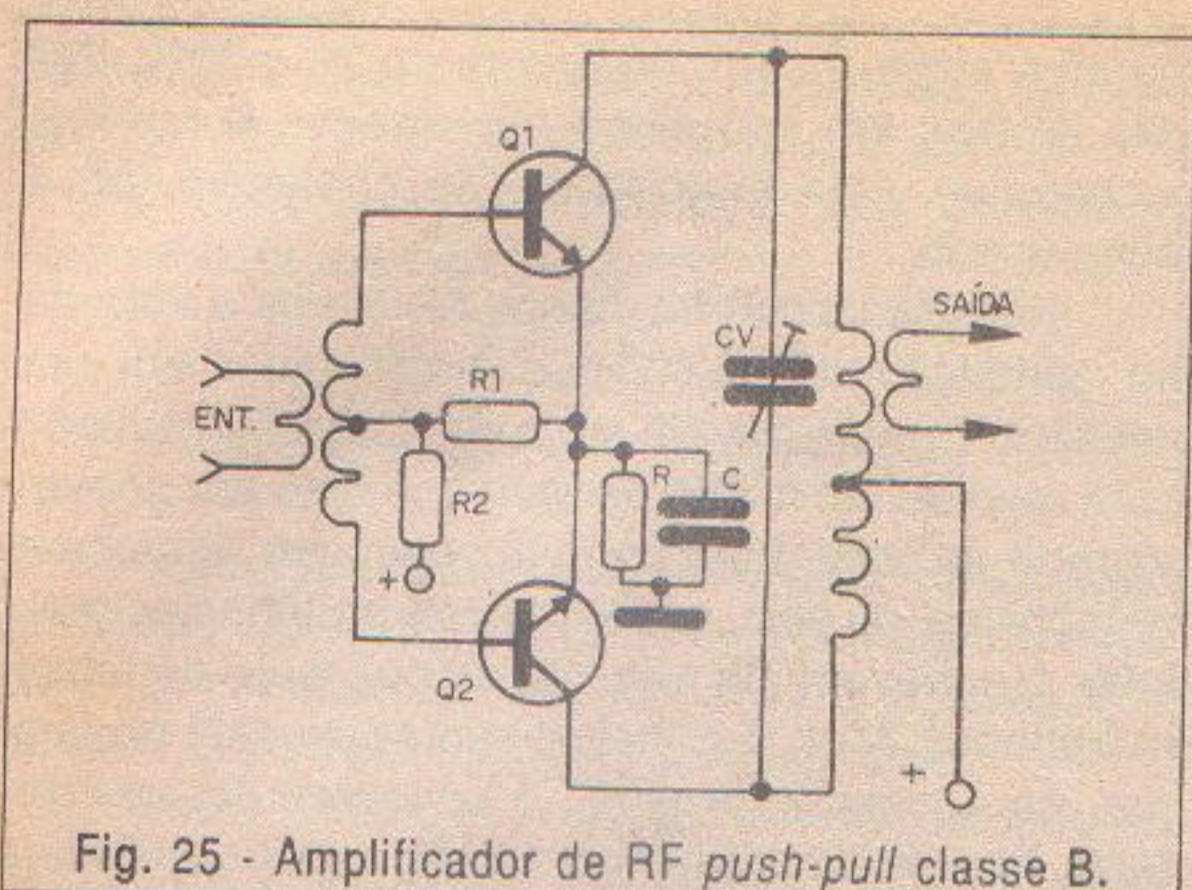 Q1
SAÍDA
CV
R1
ENT.
R C
R2
+
Q2
+
Fig. 25 - Amplificador de RF push-pull classe B.